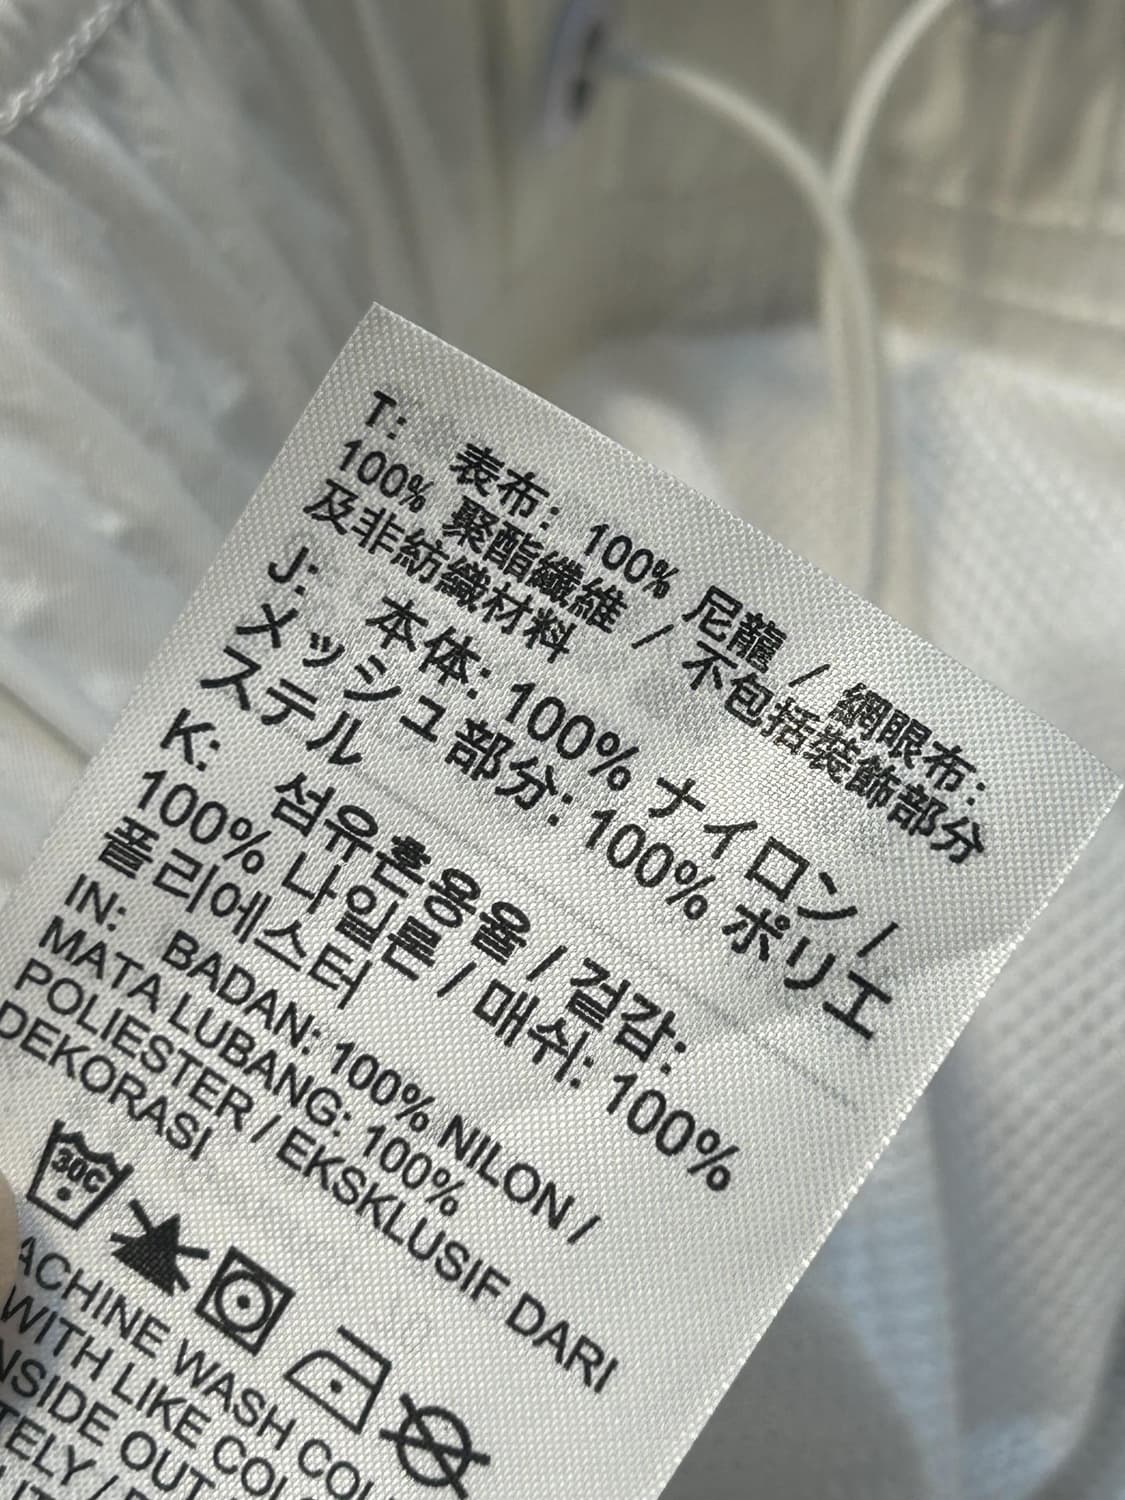 T: 表布: 100% 尼龍 / 網眼布:
100% 聚酯纖維 / 不包括裝飾部分
及非紡織材料
J: 本体: 100% ナイロン /
メッシュ部分: 100% ポリエ
ステル
K: 섬유혼용율 / 겉감:
100% 나일론 / 매쉬: 100%
폴리에스터
IN: BADAN: 100% NILON /
MATA LUBANG: 100%
POLIESTER / EKSKLUSIF DARI
DEKORASI
30C
ACHINE WASH COL
WITH LIKE COL
NSIDE OUT
TELY /